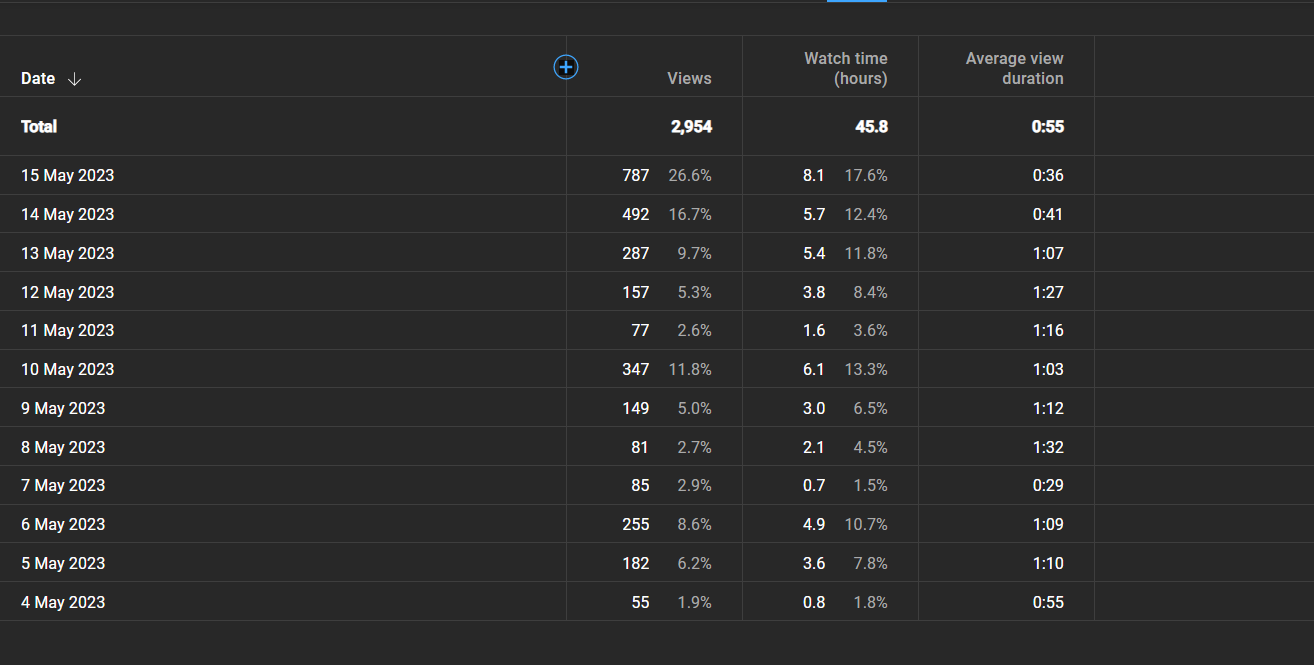 Date ↓ Views Watch time (hours) Average view duration
Total 2,954 45.8 0:55
15 May 2023 787 26.6% 8.1 17.6% 0:36
14 May 2023 492 16.7% 5.7 12.4% 0:41
13 May 2023 287 9.7% 5.4 11.8% 1:07
12 May 2023 157 5.3% 3.8 8.4% 1:27
11 May 2023 77 2.6% 1.6 3.6% 1:16
10 May 2023 347 11.8% 6.1 13.3% 1:03
9 May 2023 149 5.0% 3.0 6.5% 1:12
8 May 2023 81 2.7% 2.1 4.5% 1:32
7 May 2023 85 2.9% 0.7 1.5% 0:29
6 May 2023 255 8.6% 4.9 10.7% 1:09
5 May 2023 182 6.2% 3.6 7.8% 1:10
4 May 2023 55 1.9% 0.8 1.8% 0:55